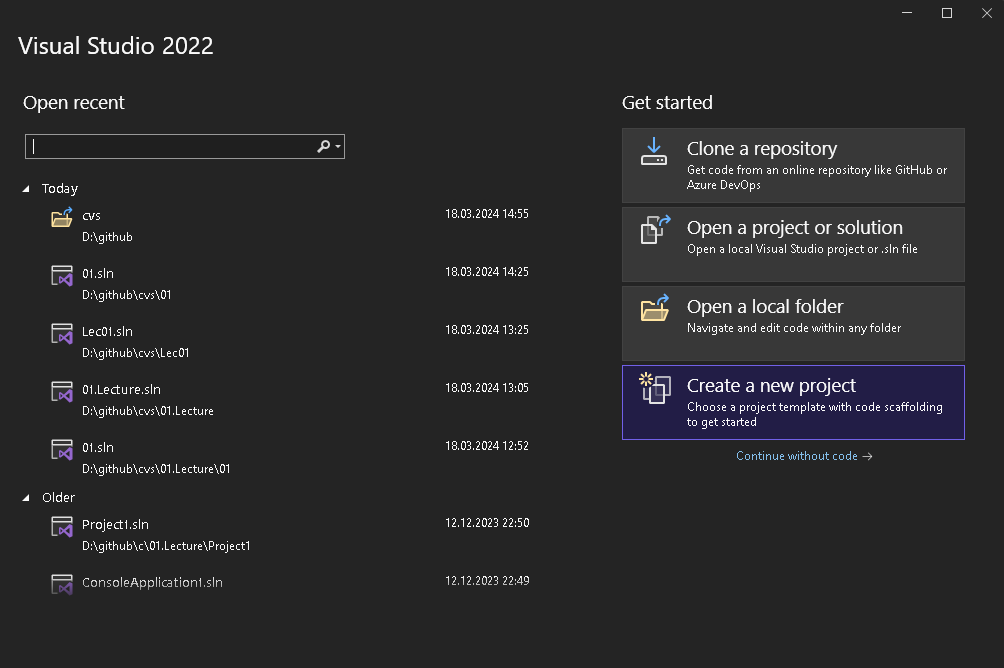 Visual Studio 2022
Open recent
Today
cvs
18.03.2024 14:55
D:\github
01.sln
18.03.2024 14:25
D:\github\cvs\01
Lec01.sln
18.03.2024 13:25
D:\github\cvs\Lec01
01.Lecture.sln
18.03.2024 13:05
D:\github\cvs\01.Lecture
01.sln
18.03.2024 12:52
D:\github\cvs\01.Lecture\01
Older
Project1.sln
12.12.2023 22:50
D:\github\c\01.Lecture\Project1
ConsoleApplication1.sln
12.12.2023 22:49
Get started
Clone a repository
Get code from an online repository like GitHub or
Azure DevOps
Open a project or solution
Open a local Visual Studio project or .sln file
Open a local folder
Navigate and edit code within any folder
Create a new project
Choose a project template with code scaffolding
to get started
Continue without code →